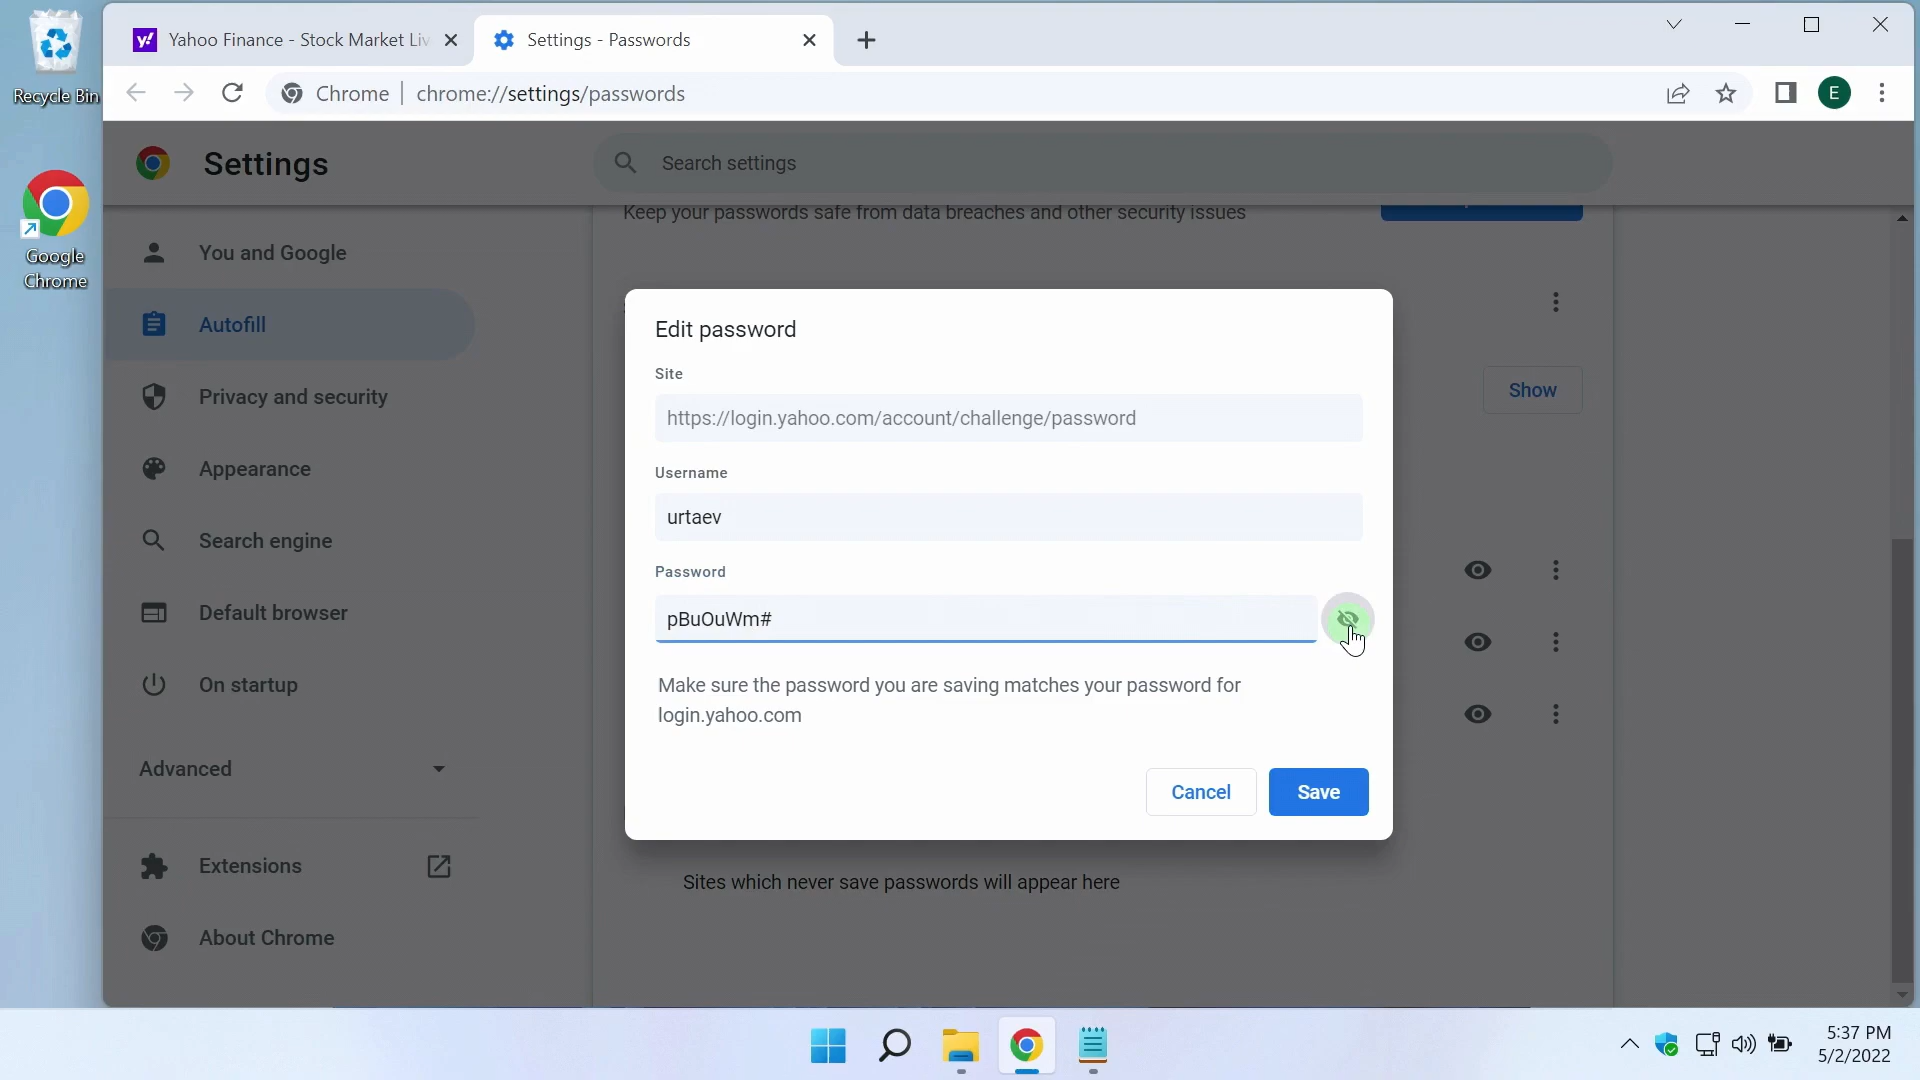 Recycle Bin
Google
Chrome
Yahoo Finance - Stock Market Liv
Settings - Passwords
Chrome | chrome://settings/passwords
E
Settings
Search settings
Keep your passwords safe from data breaches and other security issues
You and Google
Autofill
Privacy and security
Appearance
Search engine
Default browser
On startup
Advanced
Extensions
About Chrome
Show
Edit password
Site
https://login.yahoo.com/account/challenge/password
Username
urtaev
Password
pBuOuWm#
Make sure the password you are saving matches your password for
login.yahoo.com
Cancel
Save
Sites which never save passwords will appear here
5:37 PM
5/2/2022